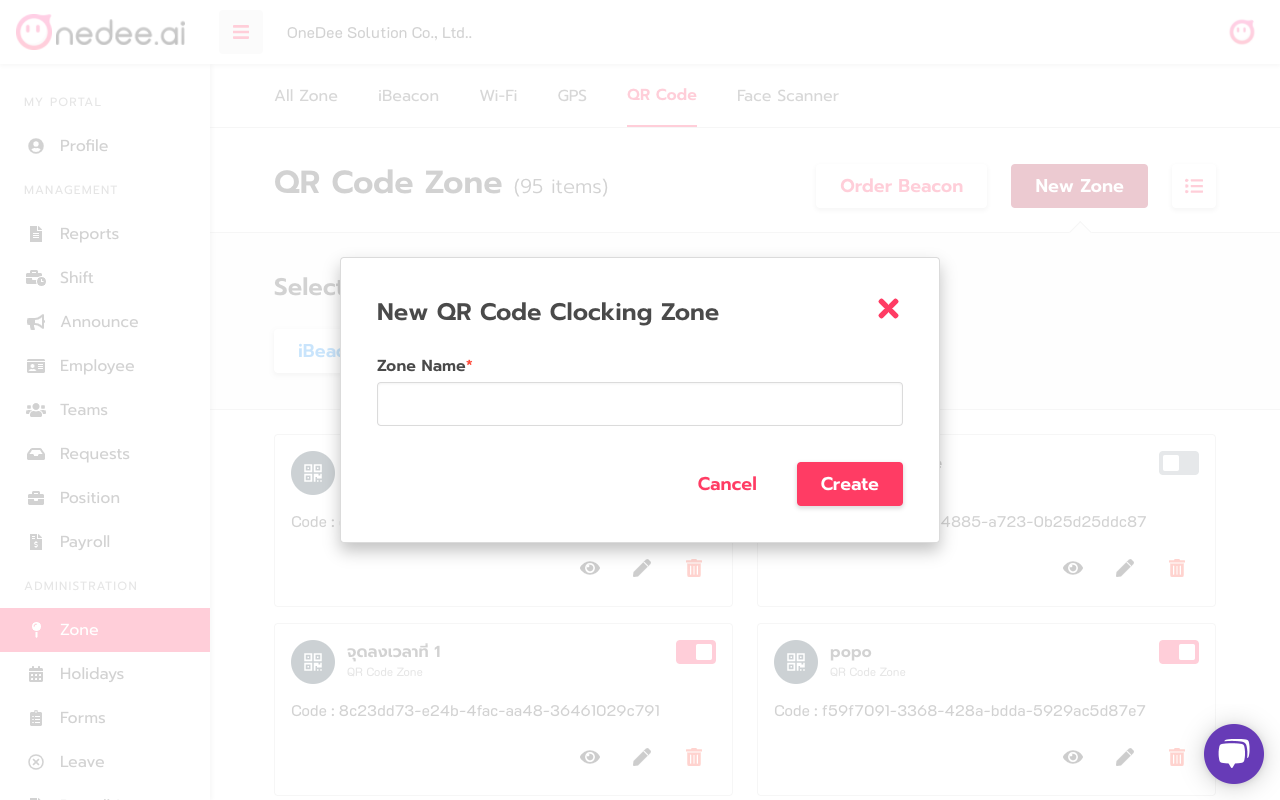 nedee.ai
OneDee Solution Co., Ltd..
MY PORTAL
Profile
MANAGEMENT
Reports
Shift
Announce
Employee
Teams
Requests
Position
Payroll
ADMINISTRATION
Zone
Holidays
Forms
Leave
All Zone
iBeacon
Wi-Fi
GPS
QR Code
Face Scanner
QR Code Zone (95 items)
Order Beacon
New Zone
Select
New QR Code Clocking Zone
Zone Name*
Cancel
Create
Code :
4885-a723-0b25d25ddc87
จุดลงเวลาที่ 1
QR Code Zone
Code : 8c23dd73-e24b-4fac-aa48-36461029c791
popo
QR Code Zone
Code : f59f7091-3368-428a-bdda-5929ac5d87e7